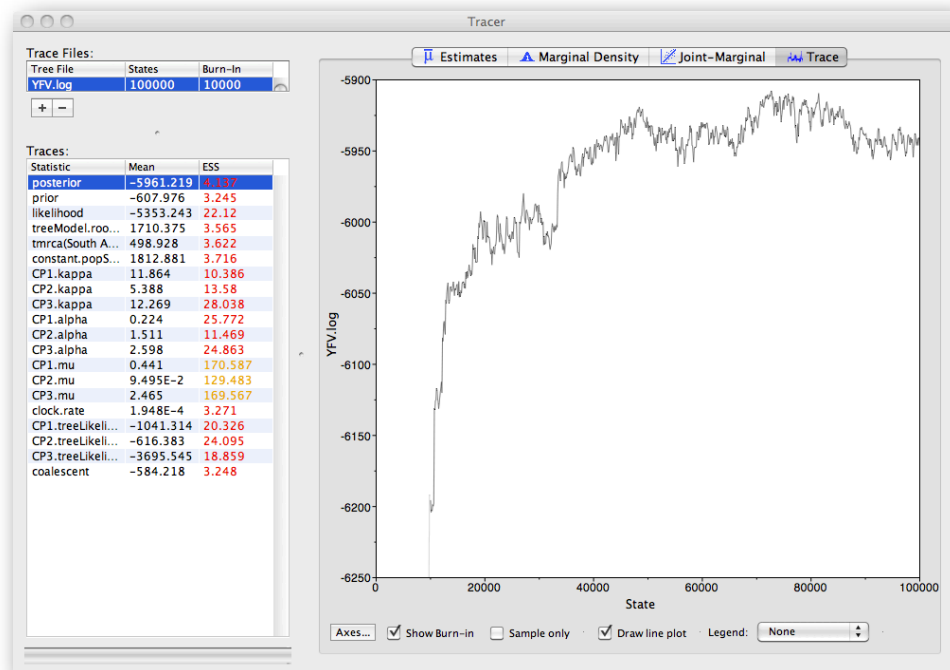 Tracer
Trace Files:
Tree File States Burn-In
YFV.log 100000 10000
+ −
Traces:
Statistic Mean ESS
posterior -5961.219 4.137
prior -607.976 3.245
likelihood -5353.243 22.12
treeModel.roo... 1710.375 3.565
tmrca(South A... 498.928 3.622
constant.popS... 1812.881 3.716
CP1.kappa 11.864 10.386
CP2.kappa 5.388 13.58
CP3.kappa 12.269 28.038
CP1.alpha 0.224 25.772
CP2.alpha 1.511 11.469
CP3.alpha 2.598 24.863
CP1.mu 0.441 170.587
CP2.mu 9.495E-2 129.483
CP3.mu 2.465 169.567
clock.rate 1.948E-4 3.271
CP1.treeLikeli... -1041.314 20.326
CP2.treeLikeli... -616.383 24.095
CP3.treeLikeli... -3695.545 18.859
coalescent -584.218 3.248
μ Estimates Marginal Density Joint-Marginal Trace
-5900
-5950
-6000
-6050
-6100
-6150
-6200
-6250
YFV.log
0 20000 40000 60000 80000 100000
State
Axes... Show Burn-in Sample only Draw line plot Legend: None